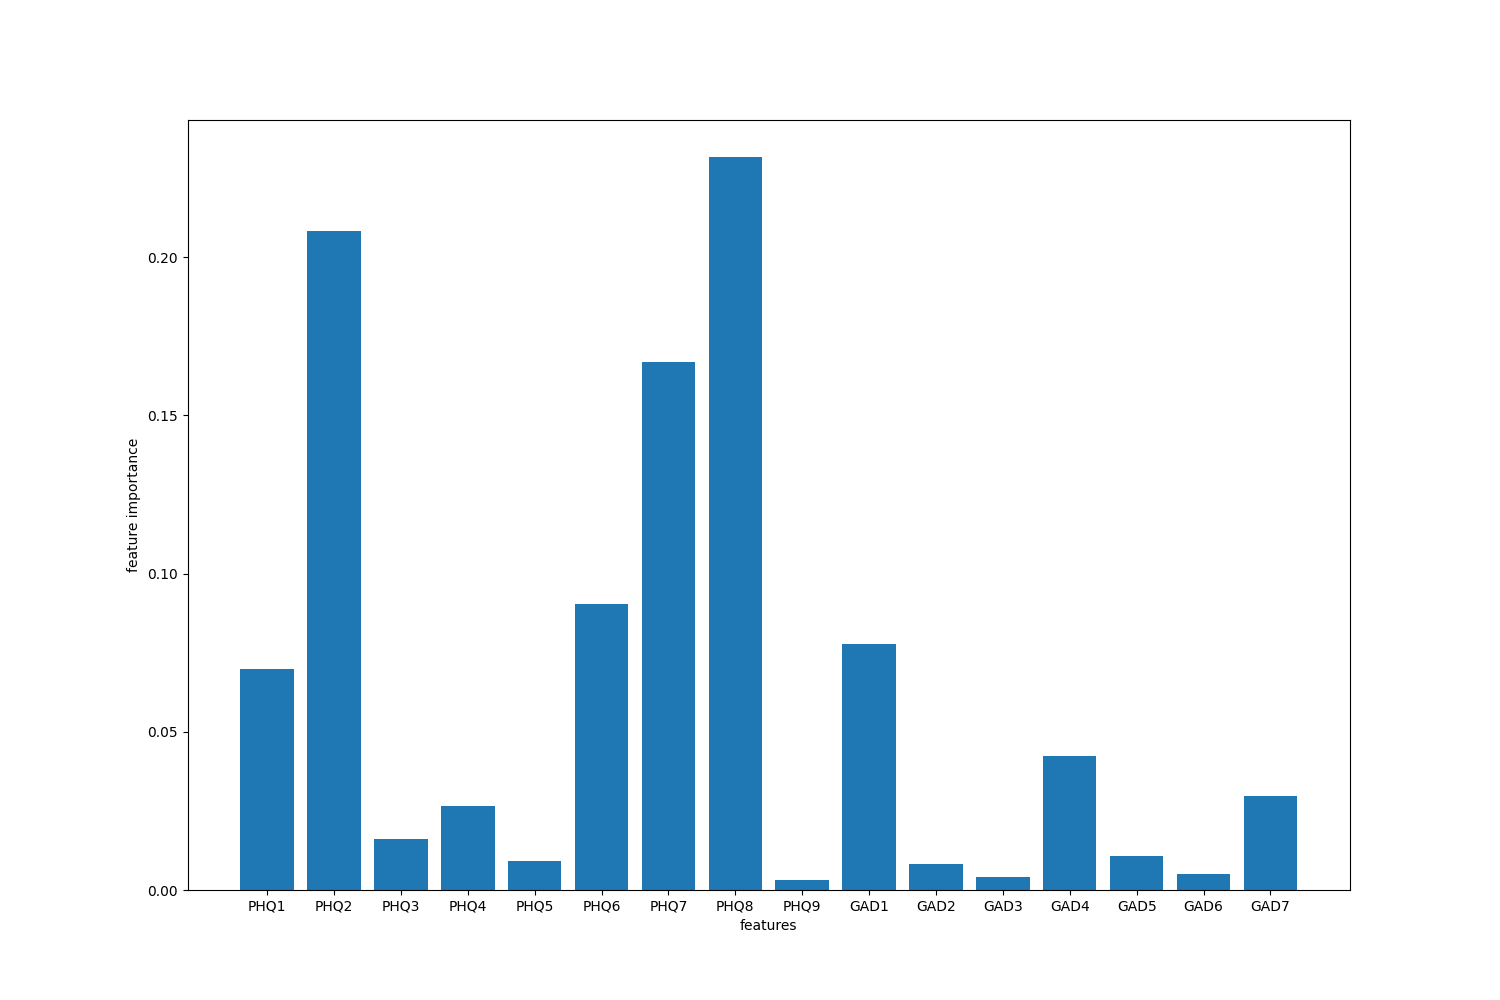 feature importance
0.20
0.15
0.10
0.05
0.00
PHQ1 PHQ2 PHQ3 PHQ4 PHQ5 PHQ6 PHQ7 PHQ8 PHQ9 GAD1 GAD2 GAD3 GAD4 GAD5 GAD6 GAD7
features